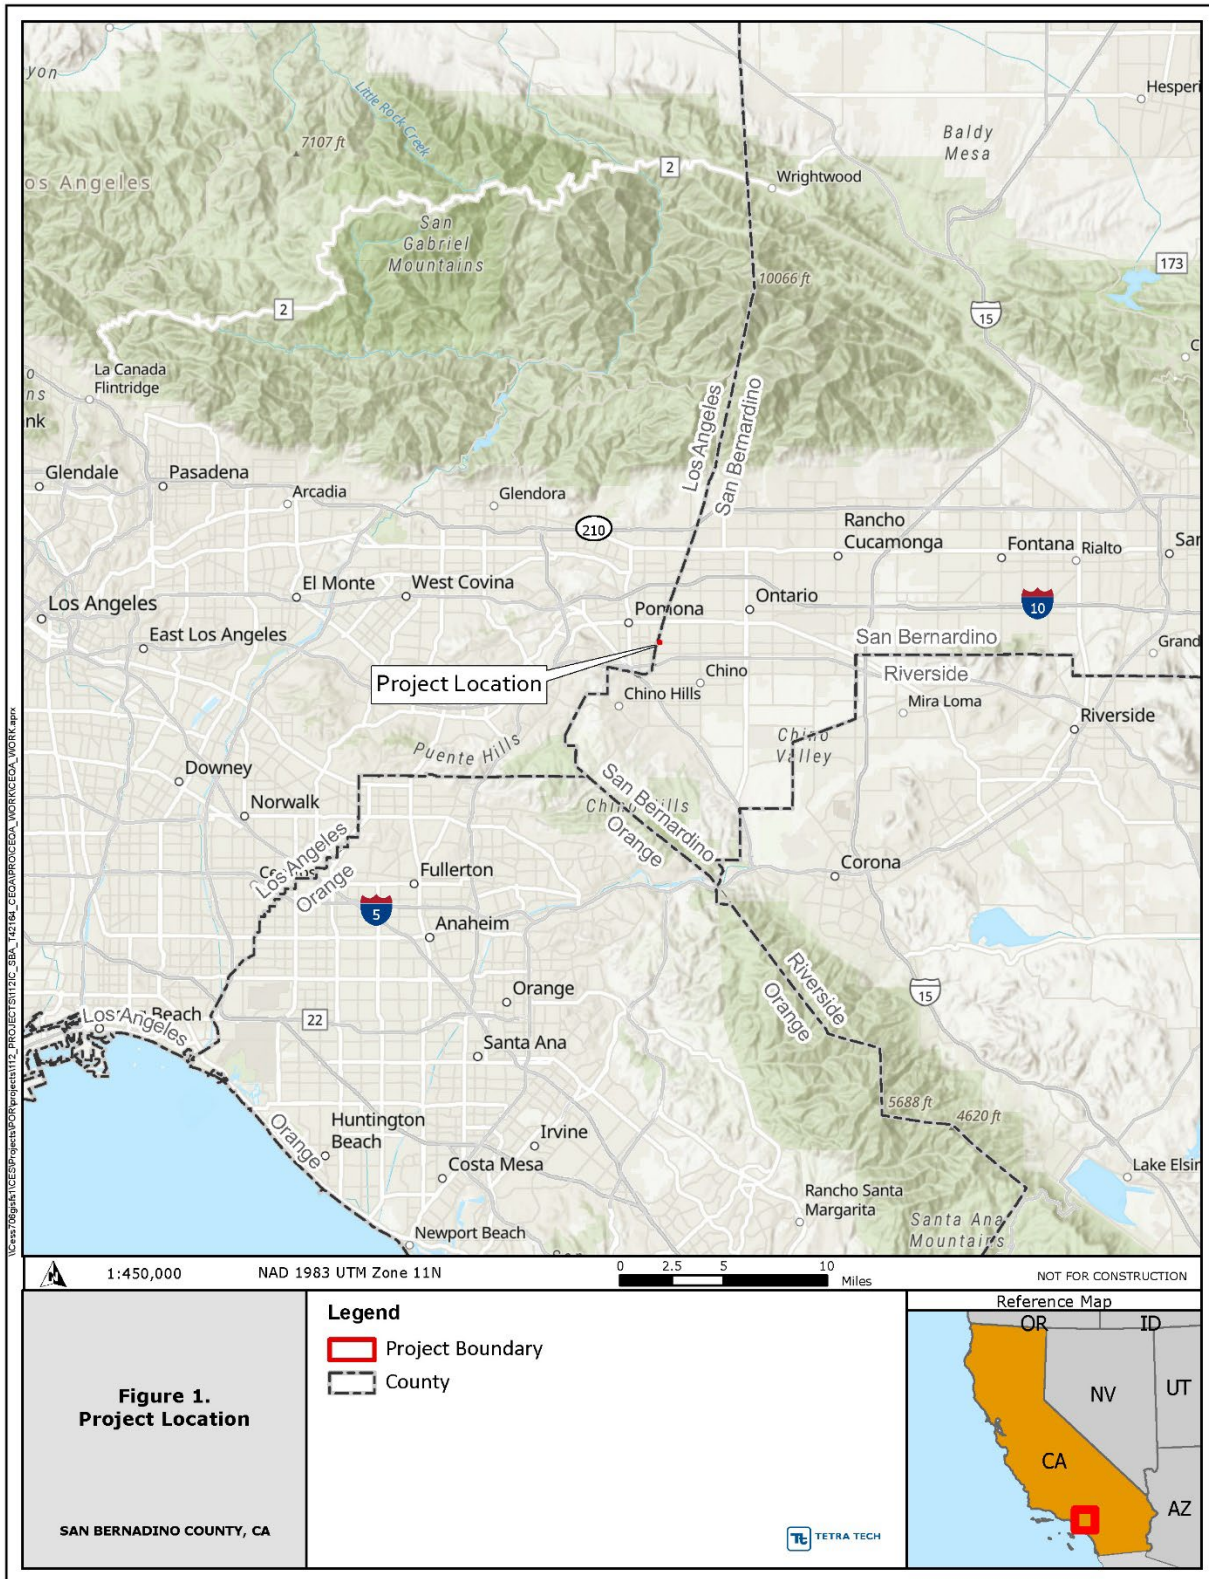 yon
Hesperi
Little Rock Creek
7107 ft
Baldy
Mesa
os Angeles
2
Wrightwood
San
Gabriel
Mountains
173
10066 ft
2
15
La Canada
Flintridge
C
o
ns
nk
Los Angeles
San Bernardino
Glendale
Pasadena
Arcadia
Glendora
210
Rancho
Cucamonga
Fontana
Rialto
San
El Monte
West Covina
Los Angeles
Pomona
Ontario
10
East Los Angeles
San Bernardino
Grand
Project Location
Chino
Riverside
Chino Hills
Mira Loma
Riverside
Puente Hills
Chino
Valley
Downey
San Bernardino
Norwalk
Chino Hills
Orange
Los Angeles
Orange
Fullerton
Corona
5
Anaheim
Riverside
Orange
15
Orange
22
Los Angeles
Beach
Santa Ana
5688 ft
4620 ft
Orange
Huntington
Beach
Irvine
Costa Mesa
Lake Elsin
Rancho Santa
Margarita
Santa Ana
Mountains
Newport Beach
N
1:450,000
NAD 1983 UTM Zone 11N
0 2.5 5 10
Miles
NOT FOR CONSTRUCTION
Figure 1.
Project Location
SAN BERNADINO COUNTY, CA
Legend
Project Boundary
County
Tt TETRA TECH
Reference Map
OR
ID
NV
UT
CA
AZ